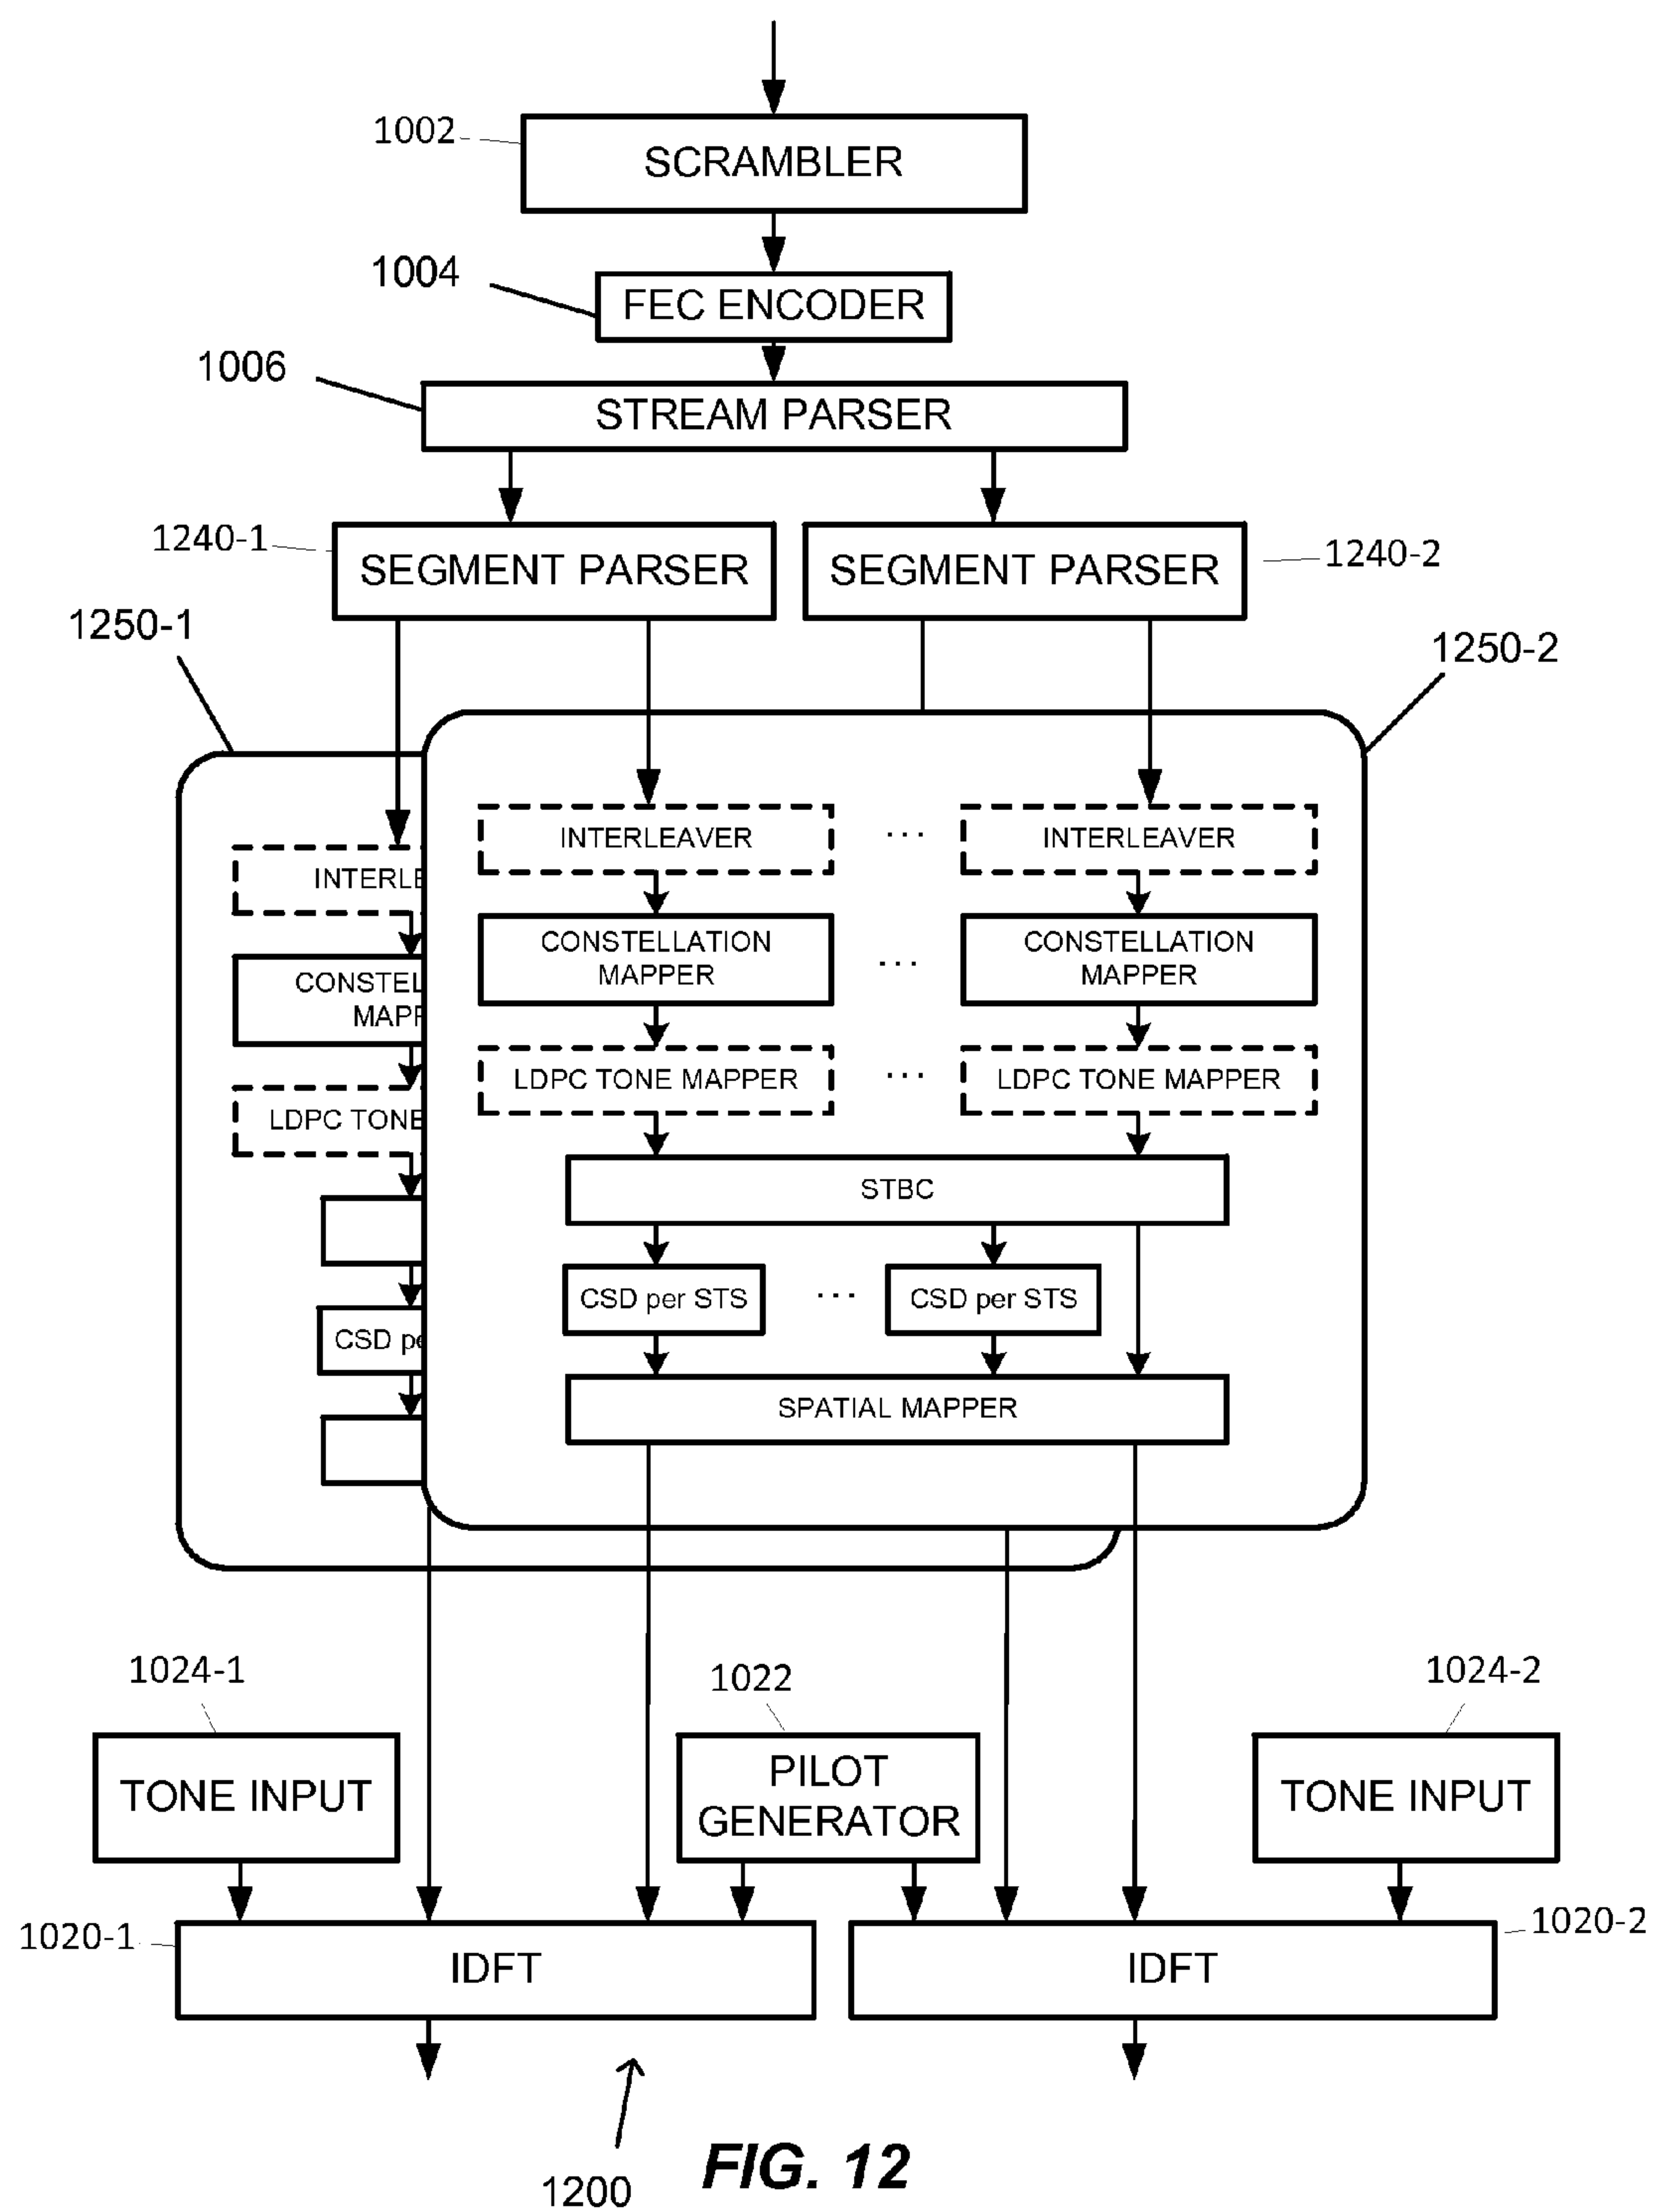 1002
SCRAMBLER
1004
FEC ENCODER
1006
STREAM PARSER
1240-1
SEGMENT PARSER
SEGMENT PARSER
1240-2
1250-1
1250-2
INTERLEAVER
...
INTERLEAVER
INTERLE
CONSTELLATION
MAPPER
...
CONSTELLATION
MAPPER
CONSTEL
MAPP
LDPC TONE MAPPER
...
LDPC TONE MAPPER
LDPC TONE
STBC
CSD per STS
...
CSD per STS
CSD pe
SPATIAL MAPPER
1024-1
1022
1024-2
TONE INPUT
PILOT
GENERATOR
TONE INPUT
1020-1
IDFT
IDFT
1020-2
1200
FIG. 12